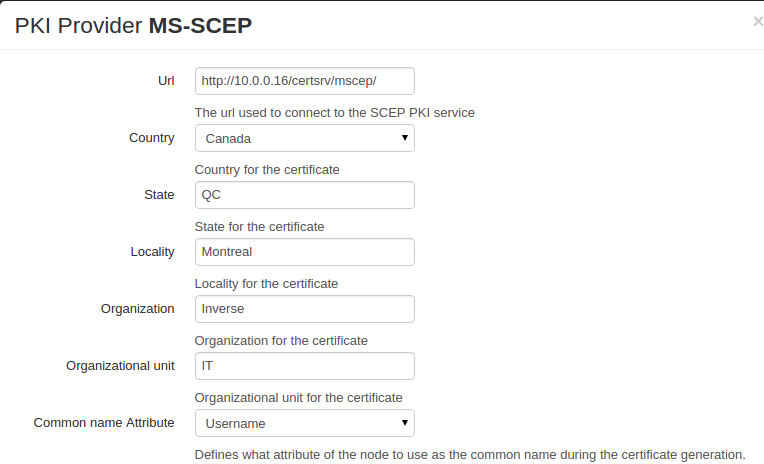 PKI Provider MS-SCEP ×
Url http://10.0.0.16/certsrv/mscep/
The url used to connect to the SCEP PKI service
Country Canada
Country for the certificate
State QC
State for the certificate
Locality Montreal
Locality for the certificate
Organization Inverse
Organization for the certificate
Organizational unit IT
Organizational unit for the certificate
Common name Attribute Username
Defines what attribute of the node to use as the common name during the certificate generation.